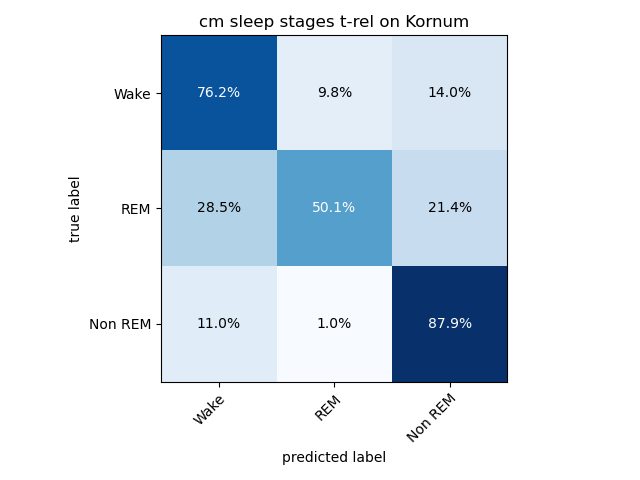 cm sleep stages t-rel on Kornum
Wake
76.2%
9.8%
14.0%
REM
28.5%
50.1%
21.4%
Non REM
11.0%
1.0%
87.9%
true label
Wake
REM
Non REM
predicted label